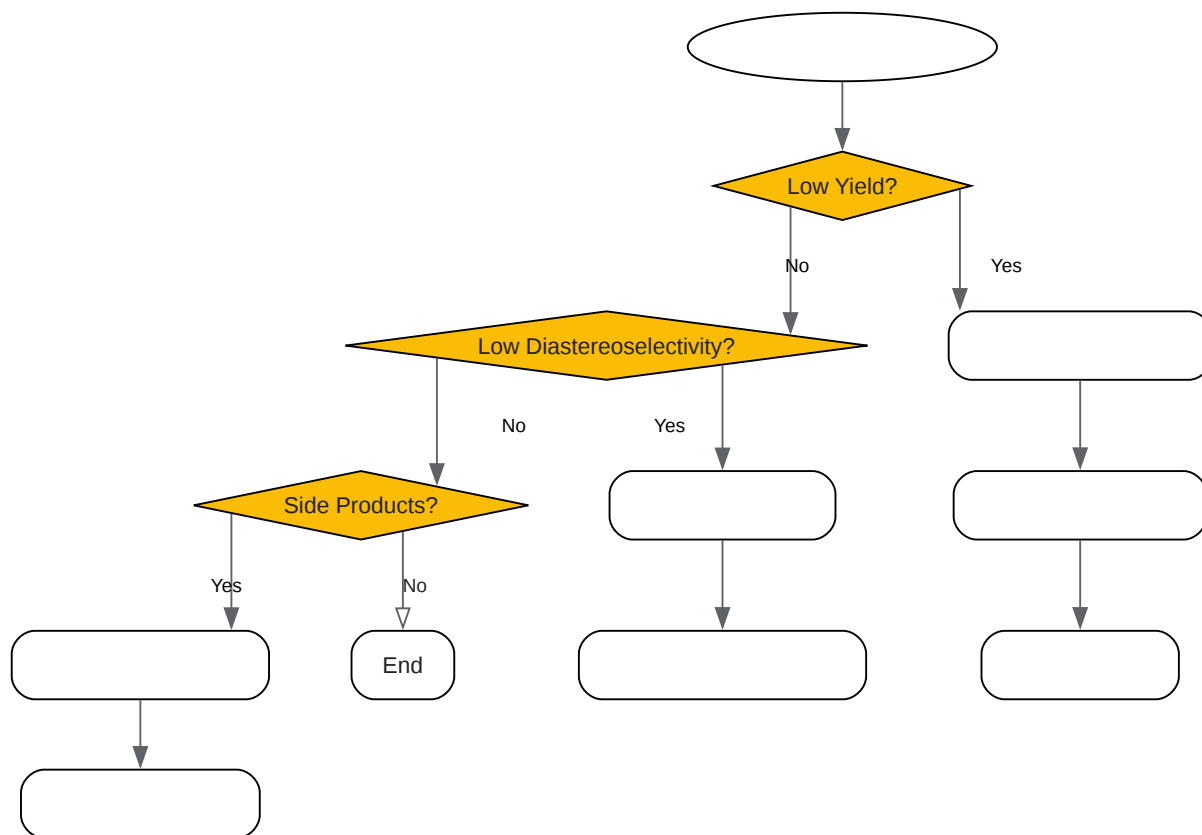 Low Yield?
No
Yes
Low Diastereoselectivity?
No
Yes
Side Products?
Yes
No
End